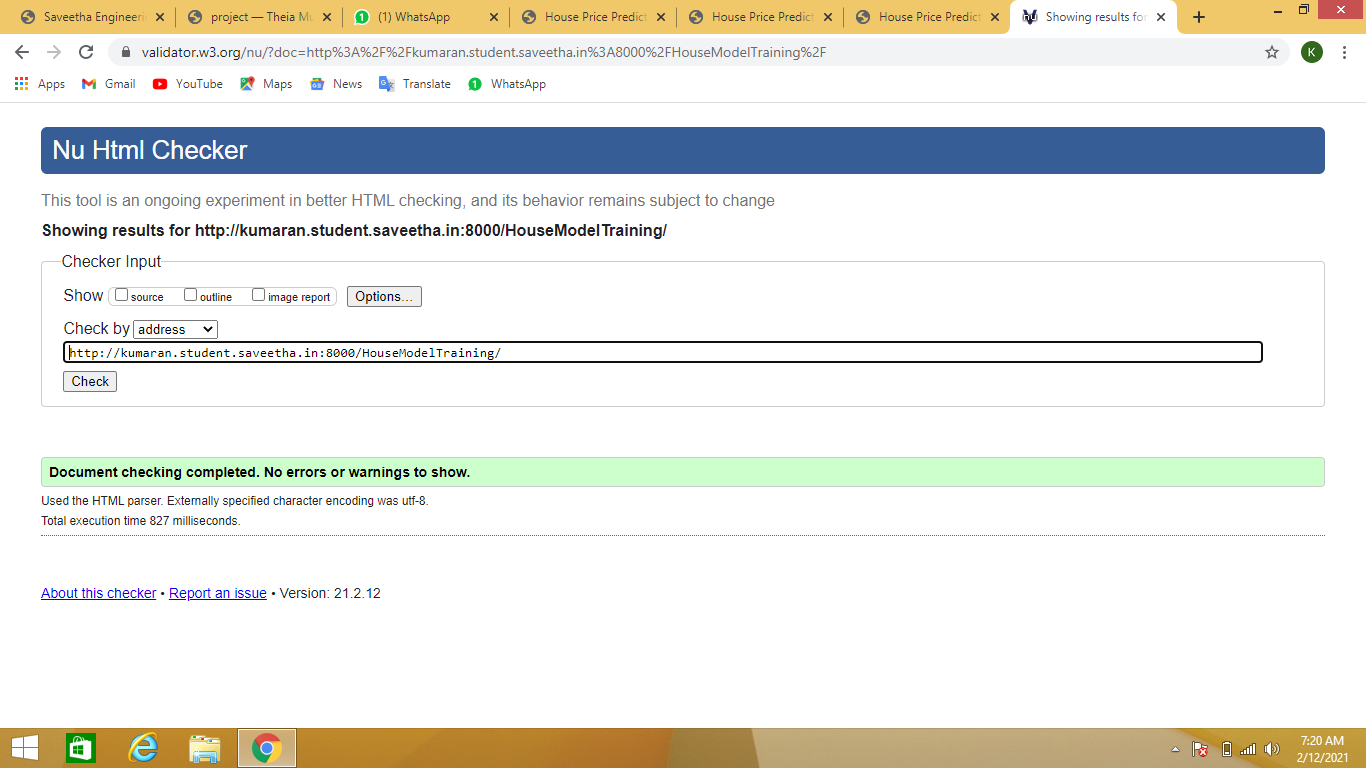 Saveetha Engineeri
project — Theia Mu
(1) WhatsApp
House Price Predict
House Price Predict
House Price Predict
Showing results for
validator.w3.org/nu/?doc=http%3A%2F%2Fkumaran.student.saveetha.in%3A8000%2FHouseModelTraining%2F
K
Apps
Gmail
YouTube
Maps
News
Translate
1
WhatsApp
Nu Html Checker
This tool is an ongoing experiment in better HTML checking, and its behavior remains subject to change
Showing results for http://kumaran.student.saveetha.in:8000/HouseModelTraining/
Checker Input
Show source outline image report Options...
Check by address
http://kumaran.student.saveetha.in:8000/HouseModelTraining/
Check
Document checking completed. No errors or warnings to show.
Used the HTML parser. Externally specified character encoding was utf-8.
Total execution time 827 milliseconds.
About this checker • Report an issue • Version: 21.2.12
7:20 AM
2/12/2021